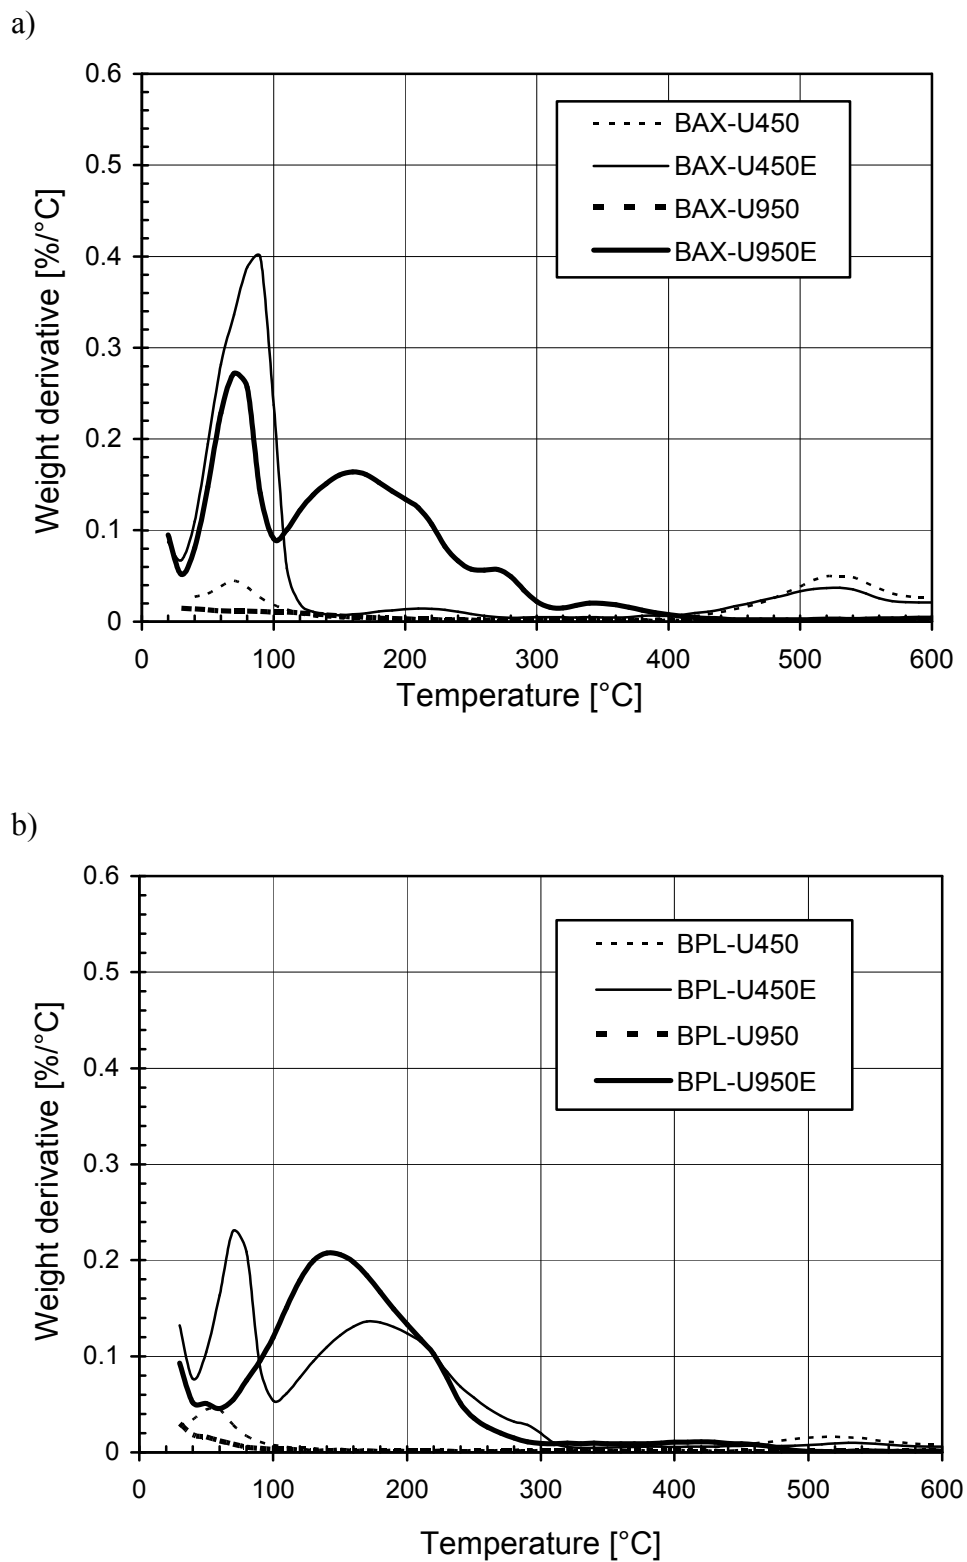 a)
0.6
0.5
0.4
0.3
0.2
0.1
0
Weight derivative [%/°C]
BAX-U450
BAX-U450E
BAX-U950
BAX-U950E
0 100 200 300 400 500 600
Temperature [°C]
b)
0.6
0.5
0.4
0.3
0.2
0.1
0
Weight derivative [%/°C]
BPL-U450
BPL-U450E
BPL-U950
BPL-U950E
0 100 200 300 400 500 600
Temperature [°C]